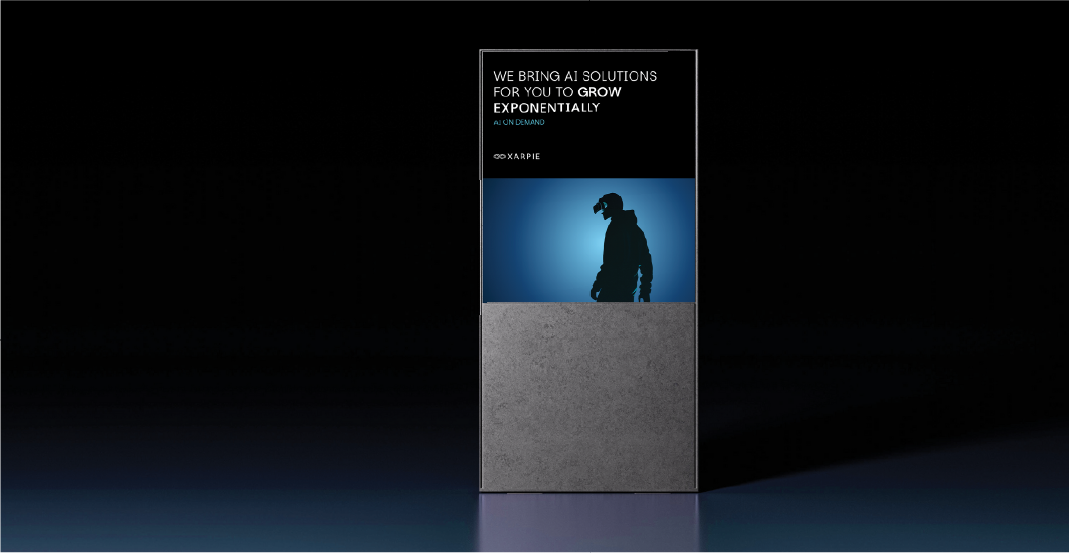 WE BRING AI SOLUTIONS
FOR YOU TO GROW
EXPONENTIALLY
AI ON DEMAND
XARPIE